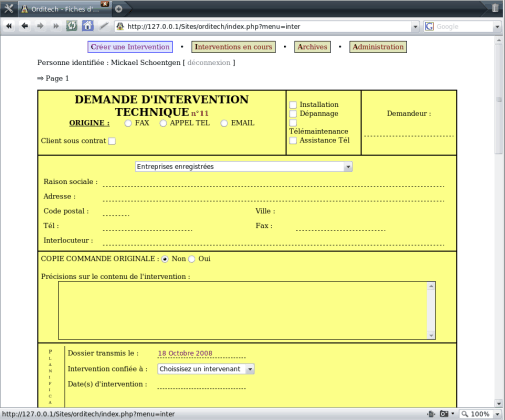 Orditech - Fiches d'...
http://127.0.0.1/Sites/orditech/index.php?menu=inter
Google
Créer une Intervention • Interventions en cours • Archives • Administration
Personne identifiée : Mickael Schoentgen [ déconnexion ]
⇒ Page 1
DEMANDE D'INTERVENTION
TECHNIQUE n°11
ORIGINE : FAX APPEL TEL EMAIL
Client sous contrat
Installation
Dépannage
Télémaintenance
Assistance Tél
Demandeur :
Entreprises enregistrées
Raison sociale :
Adresse :
Code postal : Ville :
Tél : Fax :
Interlocuteur :
COPIE COMMANDE ORIGINALE : Non Oui
Précisions sur le contenu de l'intervention :
P
L
A
N
I
F
I
C
A
Dossier transmis le : 18 Octobre 2008
Intervention confiée à : Choississez un intervenant
Date(s) d'intervention :
http://127.0.0.1/Sites/orditech/index.php?menu=inter
100%